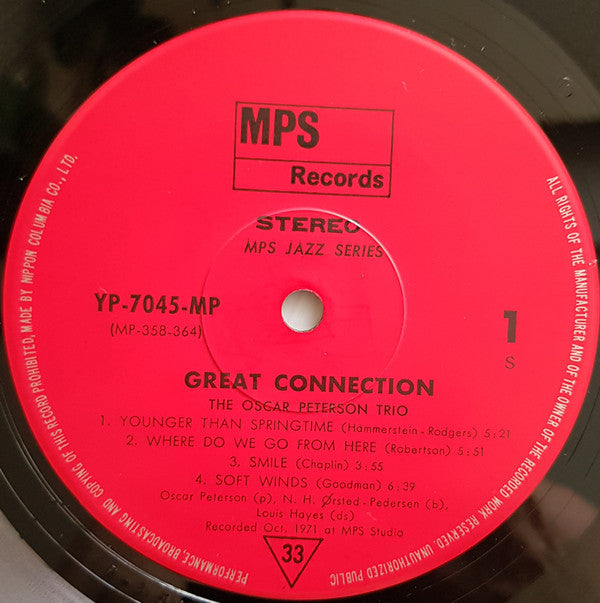 MPS
Records
STEREO
MPS JAZZ SERIES
YP-7045-MP
(MP-358-364)
1
S
GREAT CONNECTION
THE OSCAR PETERSON TRIO
1. YOUNGER THAN SPRINGTIME (Hammerstein-Rodgers) 5:21
2. WHERE DO WE GO FROM HERE (Robertson) 5:51
3. SMILE (Chaplin) 3:55
4. SOFT WINDS (Goodman) 6:39
Oscar Peterson (p), N. H. Ørsted-Pedersen (b),
Louis Hayes (ds)
Recorded Oct. 1971 at MPS Studio
33
ALL RIGHTS OF THE MANUFACTURER AND OF THE OWNER OF THE RECORDED WORK RESERVED. UNAUTHORIZED PUBLIC PERFORMANCE, BROADCASTING AND COPYING OF THIS RECORD PROHIBITED, MADE BY NIPPON COLUMBIA CO., LTD.